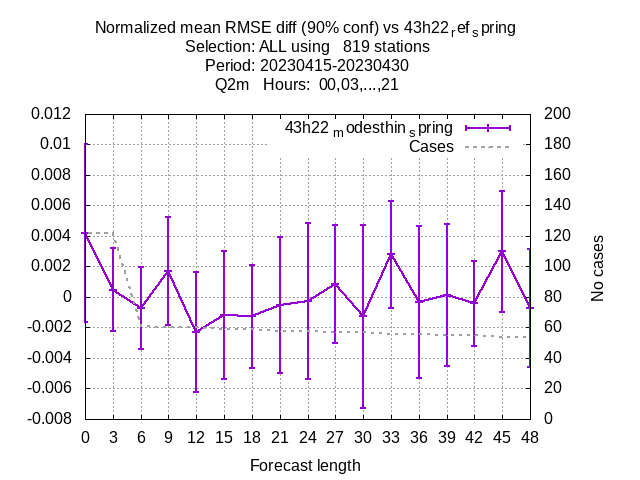 Normalized mean RMSE diff (90% conf) vs 43h22ref spring
Selection: ALL using   819 stations
Period: 20230415-20230430
Q2m   Hours:  00,03,...,21
43h22modesthinspring
Cases
0.012
0.01
0.008
0.006
0.004
0.002
0
-0.002
-0.004
-0.006
-0.008
200
180
160
140
120
100
80
60
40
20
0
No cases
0 3 6 9 12 15 18 21 24 27 30 33 36 39 42 45 48
Forecast length